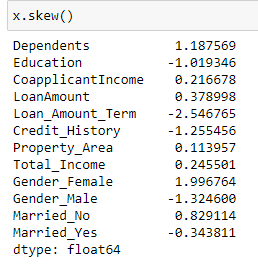 x.skew()
Dependents 1.187569
Education -1.019346
CoapplicantIncome 0.216678
LoanAmount 0.378998
Loan_Amount_Term -2.546765
Credit_History -1.255456
Property_Area 0.113957
Total_Income 0.245501
Gender_Female 1.996764
Gender_Male -1.324600
Married_No 0.829114
Married_Yes -0.343811
dtype: float64